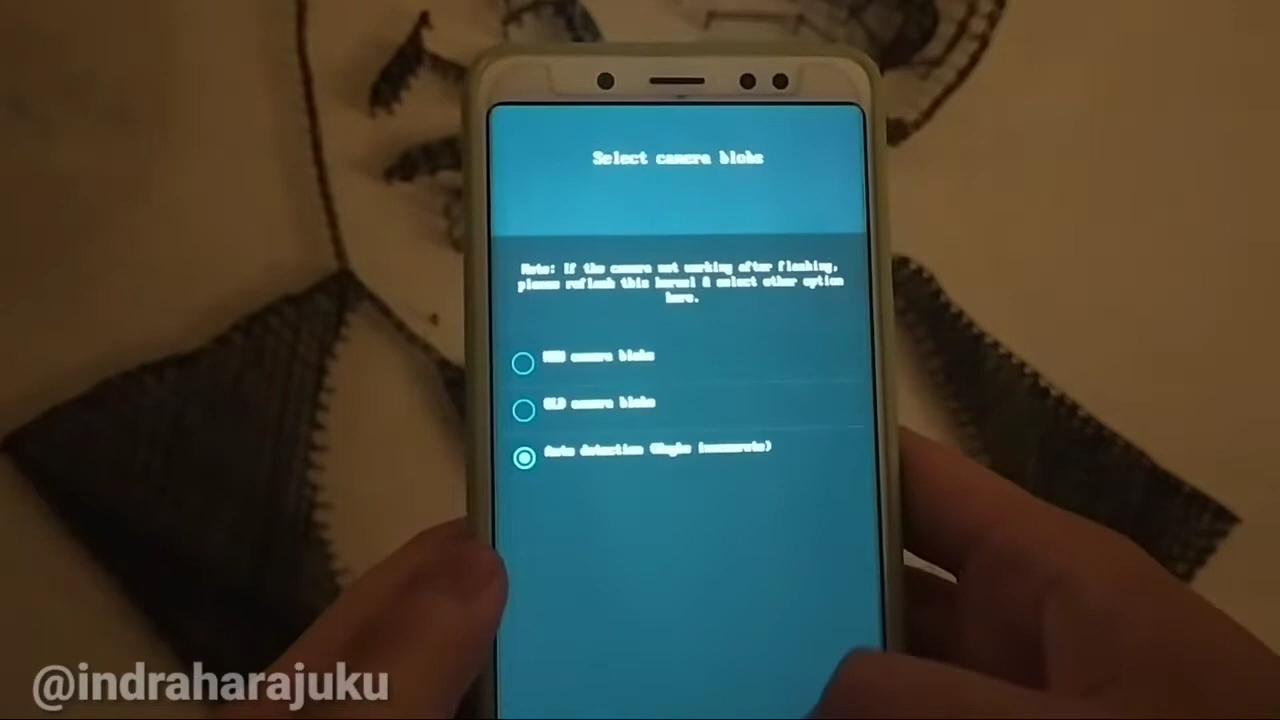 Select camera blobs
Note: If the camera not working after flashing,
please reflash this kernel & select other option
here.
NEW camera blobs
OLD camera blobs
Auto detection (Maybe inaccurate)
@indraharajuku